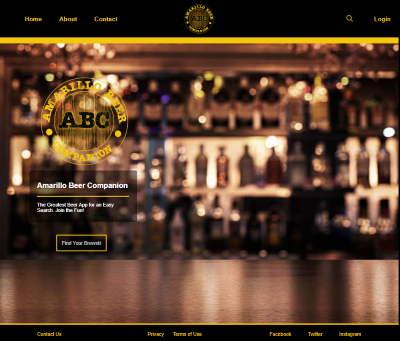 Home About Contact
AMARILLO BEER
ABC
COMPANION
Login
AMARILLO BEER
ABC
COMPANION
Amarillo Beer Companion
The Greatest Beer App for an Easy
Search. Join the Fun!
Find Your Brewski
Contact Us Privacy Terms of Use Facebook Twitter Instagram